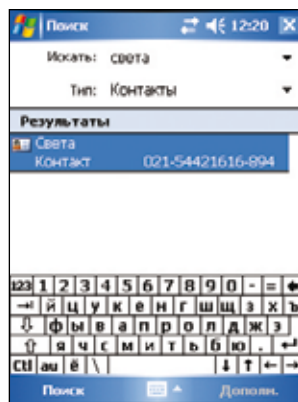 Поиск 12:20
Искать: света
Тип: Контакты
Результаты
Света
Контакт 021-54421616-894
123 1 2 3 4 5 6 7 8 9 0 - =
й ц у к е н г ш щ з х ъ
ф ы в а п р о л д ж э
я ч с м и т ь б ю .
Ctl au ё \
Поиск Дополн.